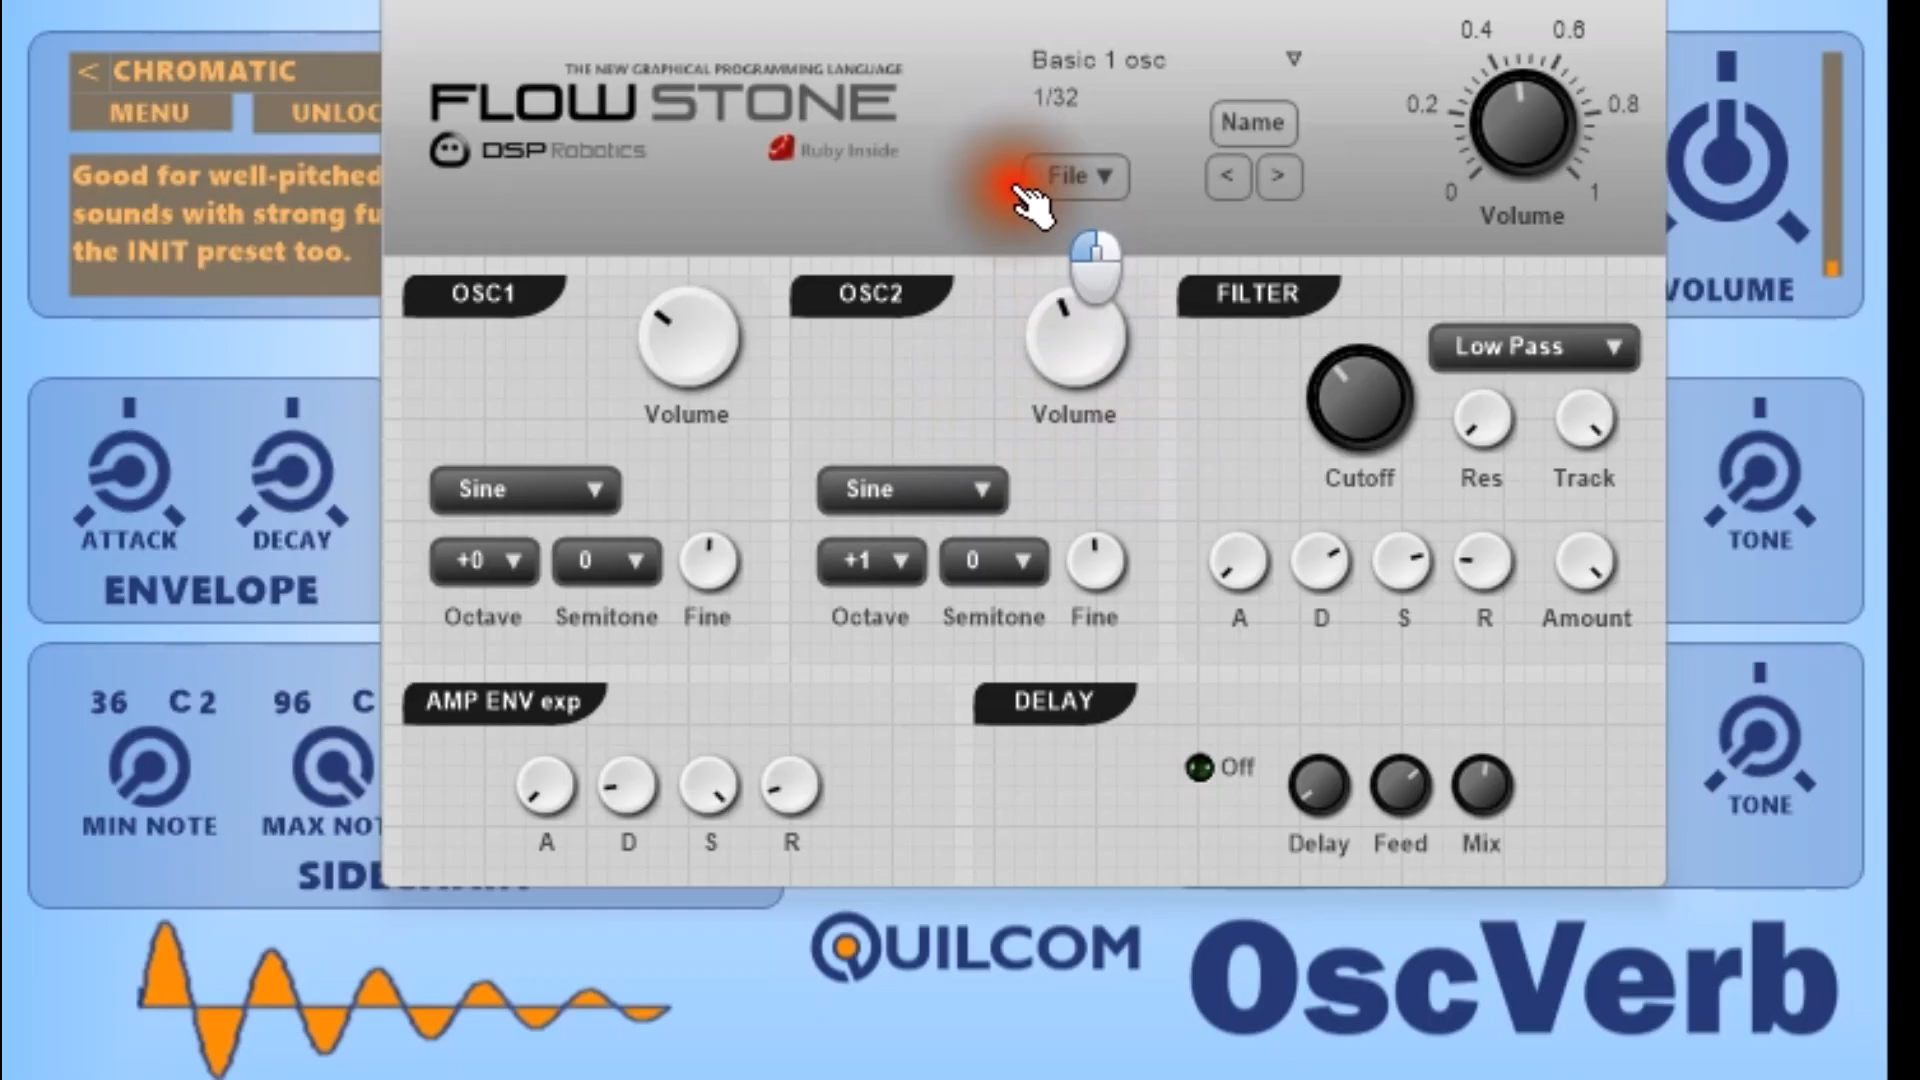 < CHROMATIC
MENU
UNLOC
Good for well-pitched
sounds with strong fu
the INIT preset too.
THE NEW GRAPHICAL PROGRAMMING LANGUAGE
FLOWSTONE
DSP Robotics
Ruby Inside
Basic 1 osc
1/32
Name
File
< >
0 0.2 0.4 0.6 0.8 1
Volume
VOLUME
OSC1
Volume
Sine
+0 0
Octave Semitone Fine
OSC2
Volume
Sine
+1 0
Octave Semitone Fine
FILTER
Low Pass
Cutoff Res Track
A D S R Amount
ATTACK DECAY
ENVELOPE
TONE
AMP ENV exp
A D S R
DELAY
Off
Delay Feed Mix
36 C 2 96 C
MIN NOTE MAX NOT
TONE
QUILCOM
OscVerb